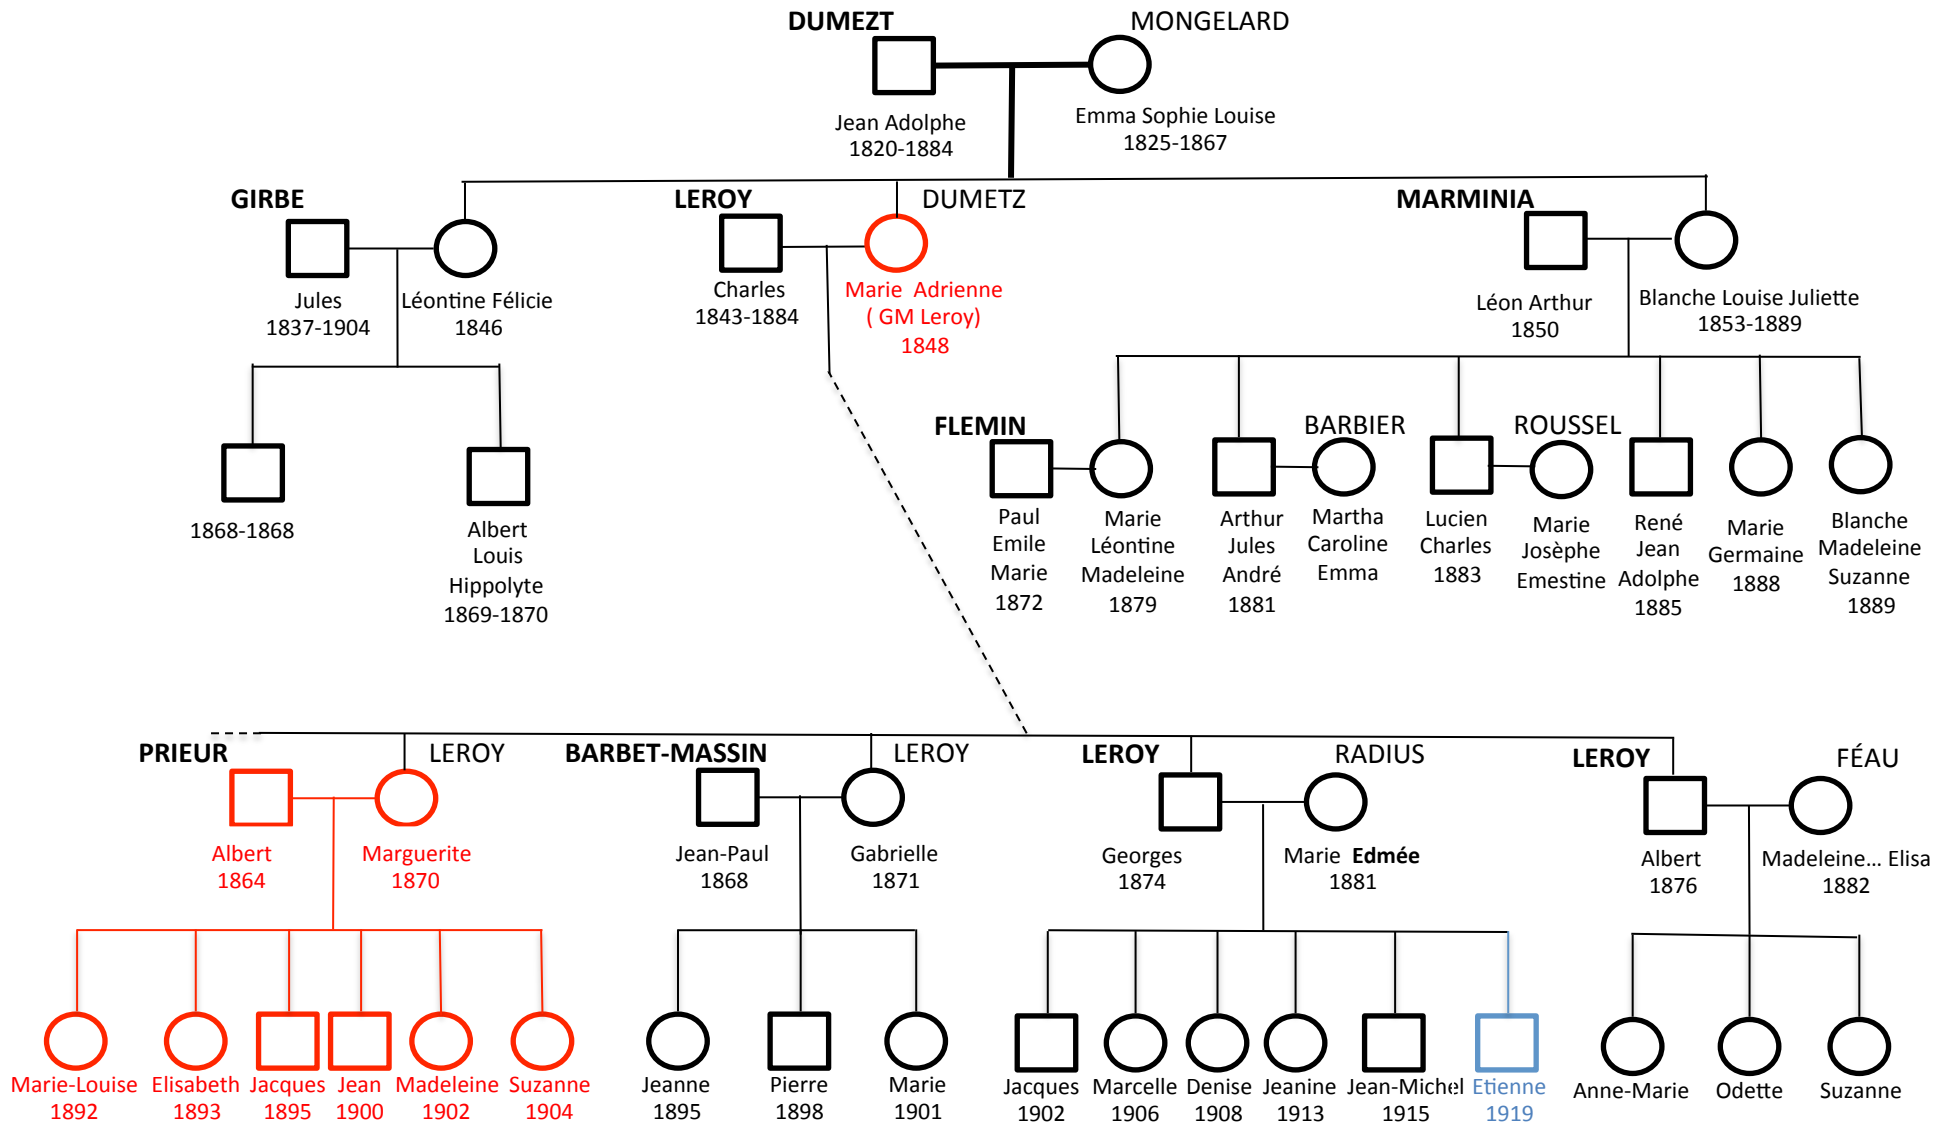 DUMEZT
MONGELARD
Jean Adolphe
1820-1884
Emma Sophie Louise
1825-1867
GIRBE
LEROY
DUMETZ
MARMINIA
Jules
1837-1904
Léontine Félicie
1846
Charles
1843-1884
Marie Adrienne
( GM Leroy)
1848
Léon Arthur
1850
Blanche Louise Juliette
1853-1889
FLEMIN
BARBIER
ROUSSEL
1868-1868
Albert
Louis
Hippolyte
1869-1870
Paul
Emile
Marie
1872
Marie
Léontine
Madeleine
1879
Arthur
Jules
André
1881
Martha
Caroline
Emma
Lucien
Charles
1883
Marie
Josèphe
Emestine
René
Jean
Adolphe
1885
Marie
Germaine
1888
Blanche
Madeleine
Suzanne
1889
PRIEUR
LEROY
BARBET-MASSIN
LEROY
LEROY
RADIUS
LEROY
FÉAU
Albert
1864
Marguerite
1870
Jean-Paul
1868
Gabrielle
1871
Georges
1874
Marie Edmée
1881
Albert
1876
Madeleine... Elisa
1882
Marie-Louise
1892
Elisabeth
1893
Jacques
1895
Jean
1900
Madeleine
1902
Suzanne
1904
Jeanne
1895
Pierre
1898
Marie
1901
Jacques
1902
Marcelle
1906
Denise
1908
Jeanine
1913
Jean-Michel
1915
Etienne
1919
Anne-Marie
Odette
Suzanne